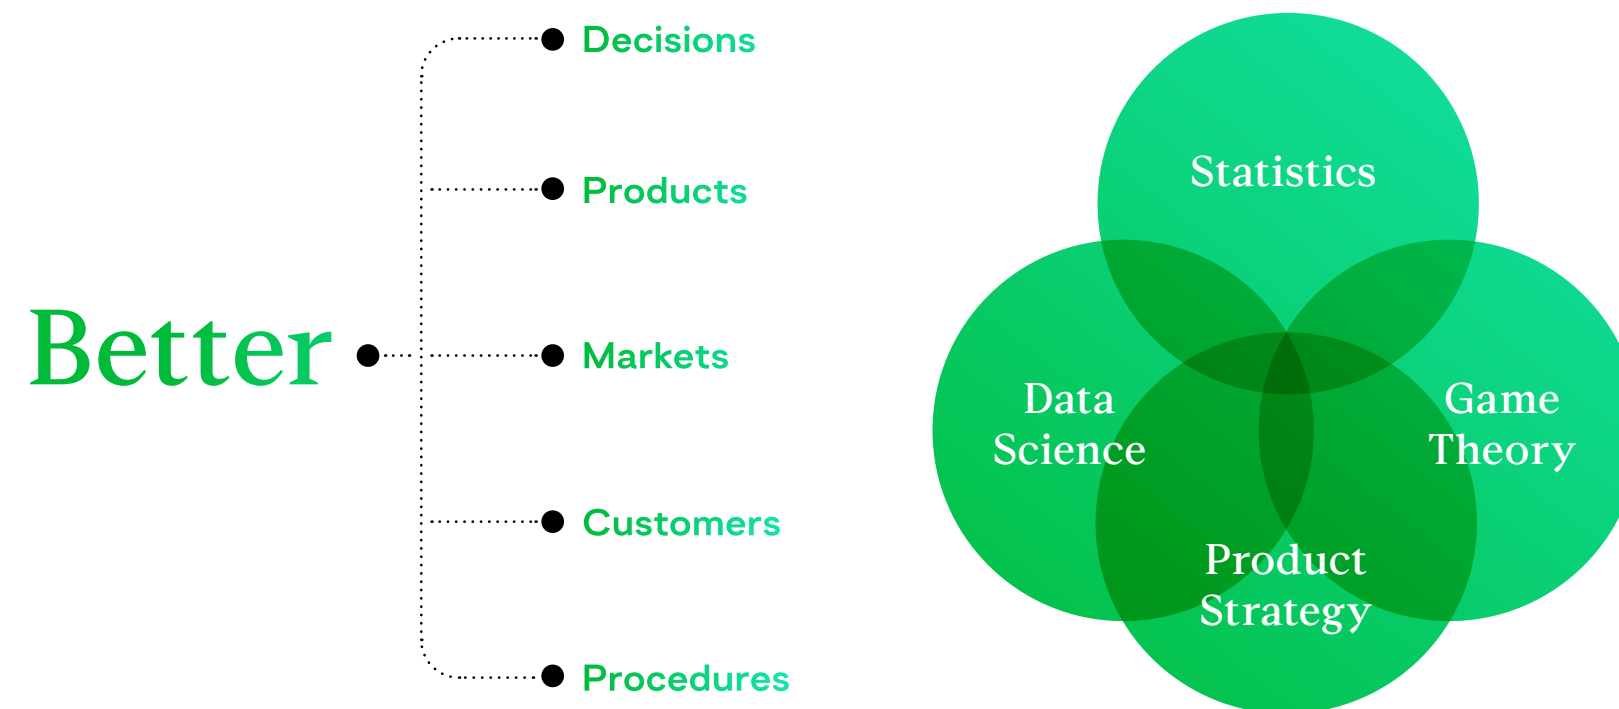 Better
Decisions
Products
Markets
Customers
Procedures
Statistics
Data
Science
Game
Theory
Product
Strategy